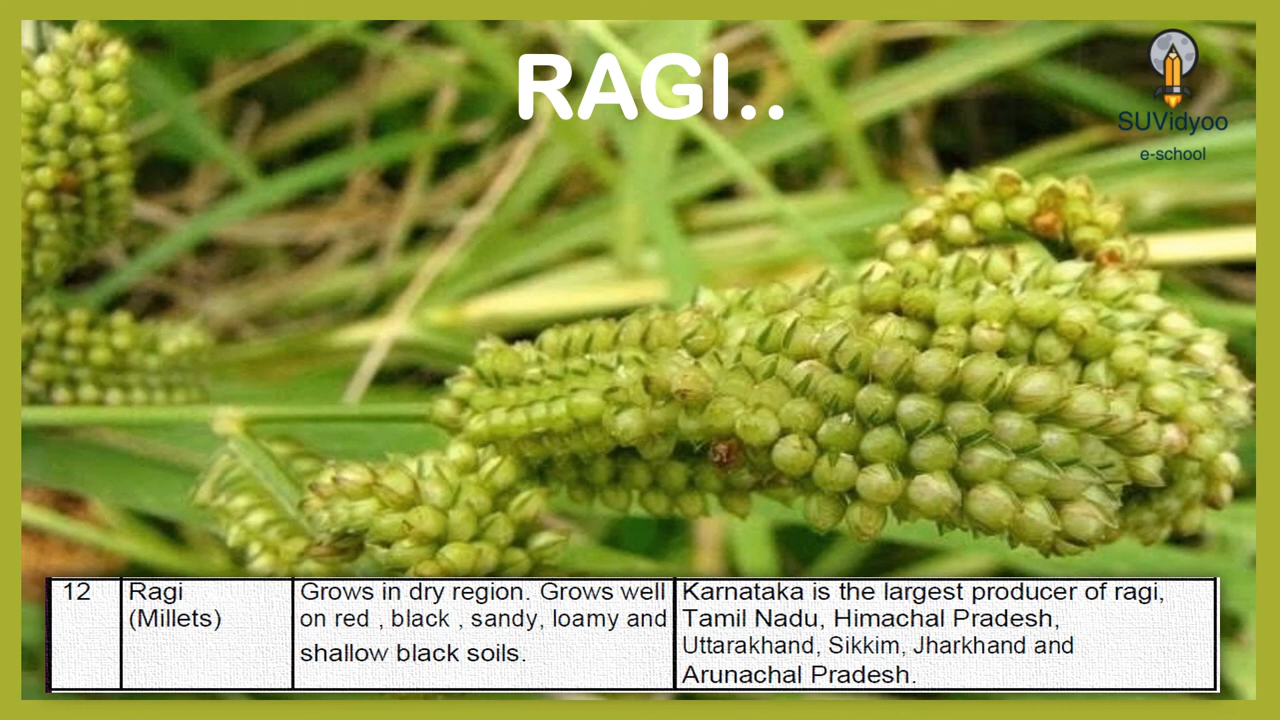 RAGI..
SUVidyoo
e-school
12
Ragi
(Millets)
Grows in dry region. Grows well
on red , black , sandy, loamy and
shallow black soils.
Karnataka is the largest producer of ragi,
Tamil Nadu, Himachal Pradesh,
Uttarakhand, Sikkim, Jharkhand and
Arunachal Pradesh.